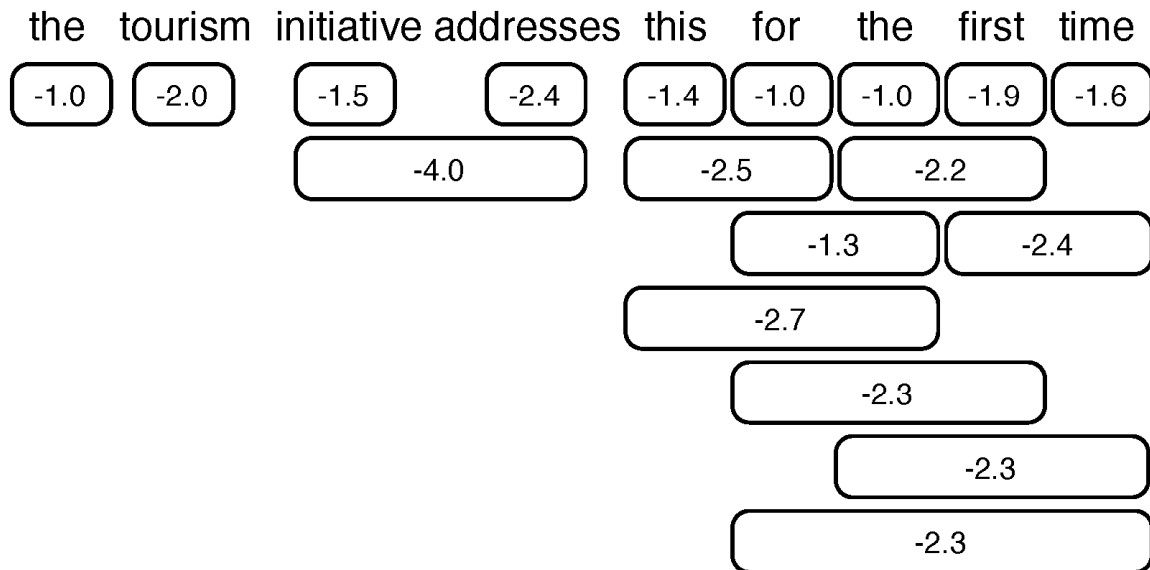 the tourism initiative addresses this for the first time
-1.0 -2.0 -1.5 -2.4 -1.4 -1.0 -1.0 -1.9 -1.6
-4.0 -2.5 -2.2
-1.3 -2.4
-2.7
-2.3
-2.3
-2.3